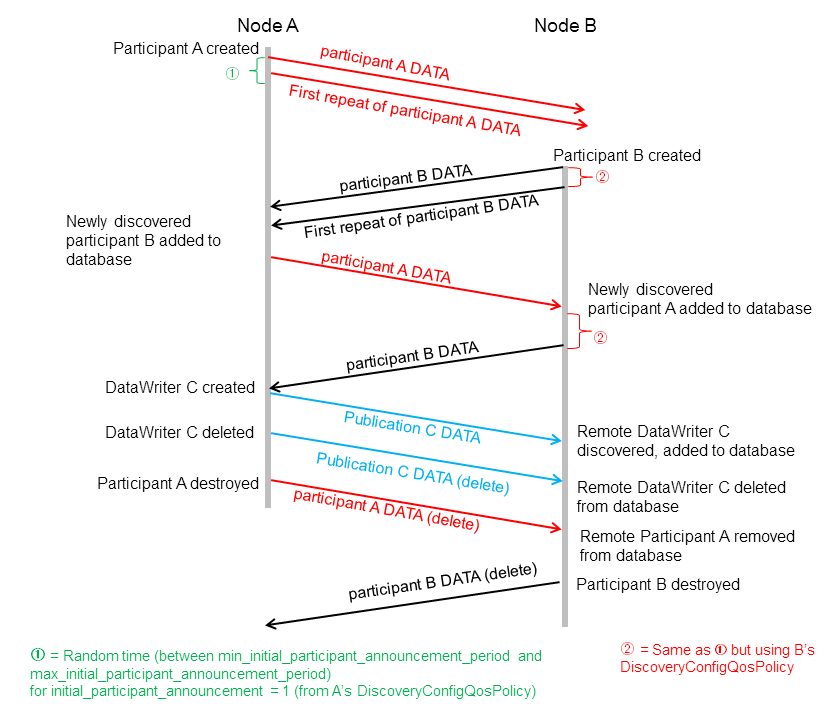 Node A
Node B
Participant A created
participant A DATA
①
First repeat of participant A DATA
Participant B created
participant B DATA
②
First repeat of participant B DATA
Newly discovered
participant B added to
database
participant A DATA
Newly discovered
participant A added to database
②
participant B DATA
DataWriter C created
Publication C DATA
Remote DataWriter C
discovered, added to database
DataWriter C deleted
Publication C DATA (delete)
Remote DataWriter C deleted
from database
Participant A destroyed
participant A DATA (delete)
Remote Participant A removed
from database
participant B DATA (delete)
Participant B destroyed
① = Random time (between min_initial_participant_announcement_period and
max_initial_participant_announcement_period)
for initial_participant_announcement = 1 (from A's DiscoveryConfigQosPolicy)
② = Same as ① but using B's
DiscoveryConfigQosPolicy